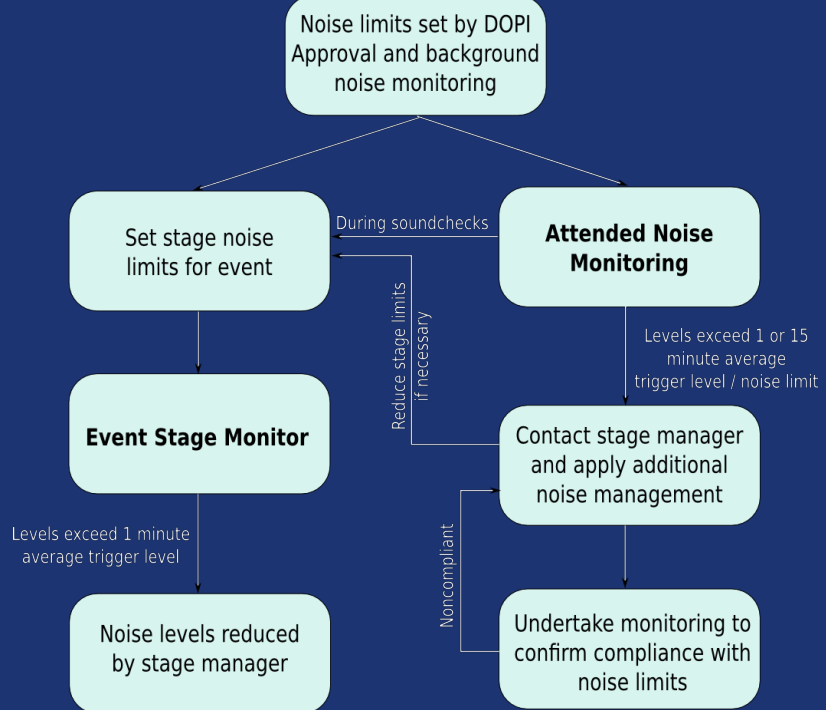 Noise limits set by DOPI
Approval and background
noise monitoring
Set stage noise
limits for event
During soundchecks
Attended Noise
Monitoring
Reduce stage limits
if necessary
Levels exceed 1 or 15
minute average
trigger level / noise limit
Event Stage Monitor
Contact stage manager
and apply additional
noise management
Levels exceed 1 minute
average trigger level
Noncompliant
Noise levels reduced
by stage manager
Undertake monitoring to
confirm compliance with
noise limits